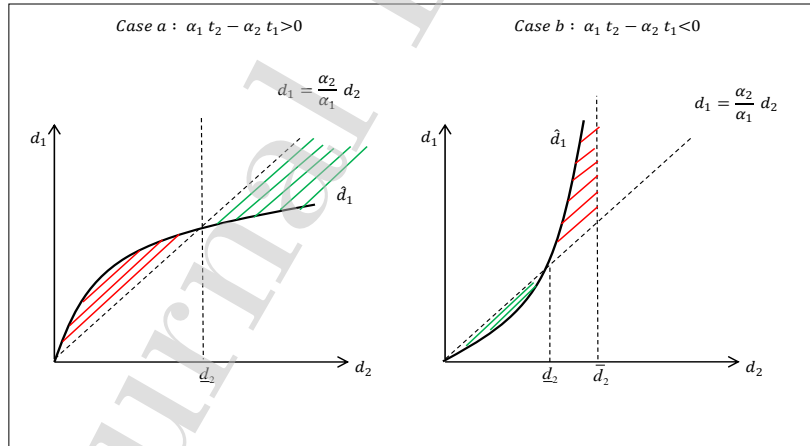 Case a : α₁ t₂ − α₂ t₁>0
d₁ = α₂/α₁ d₂
d₁
d̂₁
d̲₂
d₂
Case b : α₁ t₂ − α₂ t₁<0
d₁ = α₂/α₁ d₂
d₁
d̂₁
d̲₂
d̅₂
d₂